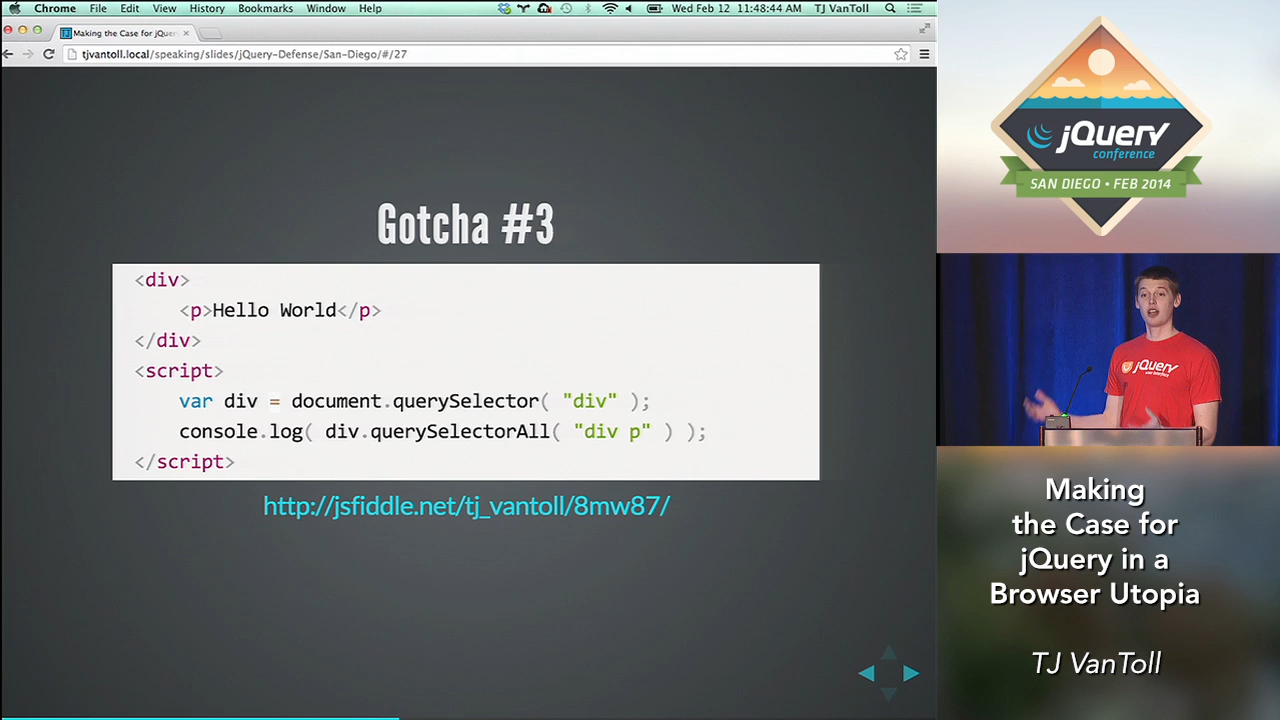 Chrome File Edit View History Bookmarks Window Help Wed Feb 12 11:48:44 AM TJ VanToll
Making the Case for jQuer
tjvantoll.local/speaking/slides/jQuery-Defense/San-Diego/#/27
Gotcha #3
<div>
<p>Hello World</p>
</div>
<script>
var div = document.querySelector( "div" );
console.log( div.querySelectorAll( "div p" ) );
</script>
http://jsfiddle.net/tj_vantoll/8mw87/
jQuery
conference
SAN DIEGO • FEB 2014
jQuery
user interface
Making
the Case for
jQuery in a
Browser Utopia
TJ VanToll